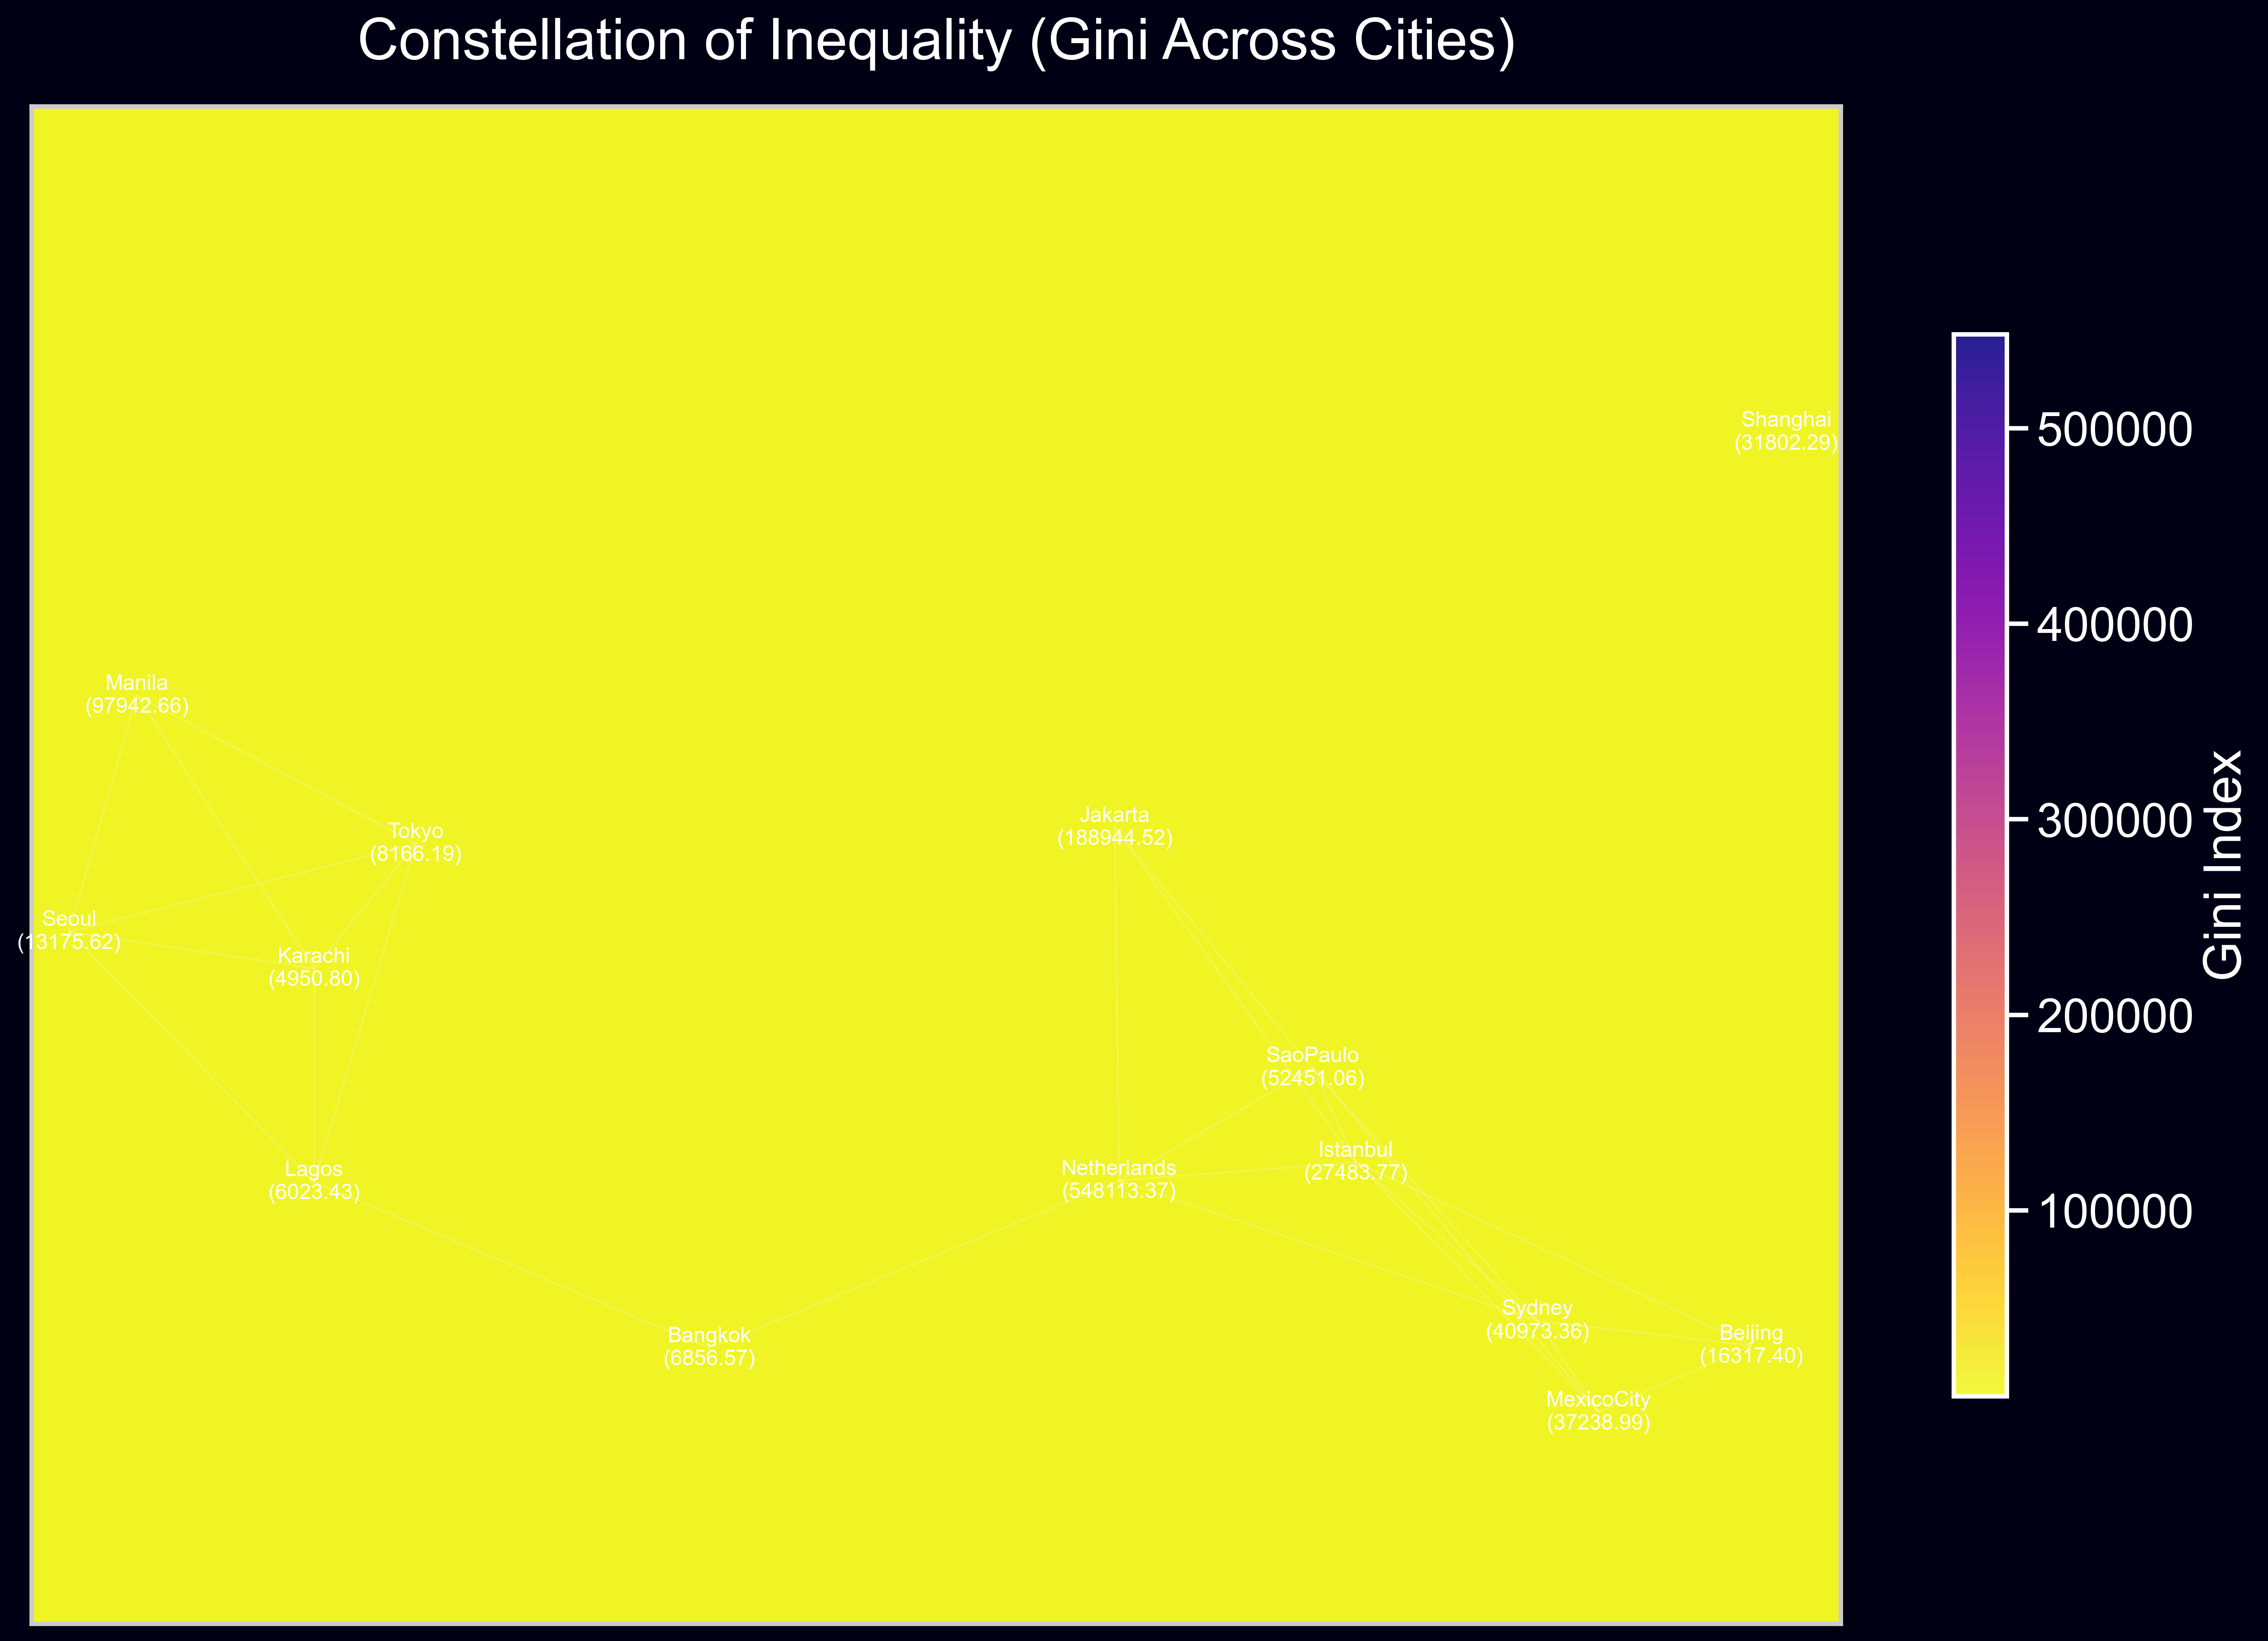 Constellation of Inequality (Gini Across Cities)
Shanghai
(31802.29)
Manila
(97942.66)
Jakarta
(188944.52)
Tokyo
(8166.19)
Seoul
(13175.62)
Karachi
(4950.80)
SaoPaulo
(52451.06)
Istanbul
(27483.77)
Netherlands
(548113.37)
Lagos
(6023.43)
Sydney
(40973.36)
Beijing
(16317.40)
Bangkok
(6856.57)
MexicoCity
(37238.99)
500000
400000
300000
200000
100000
Gini Index